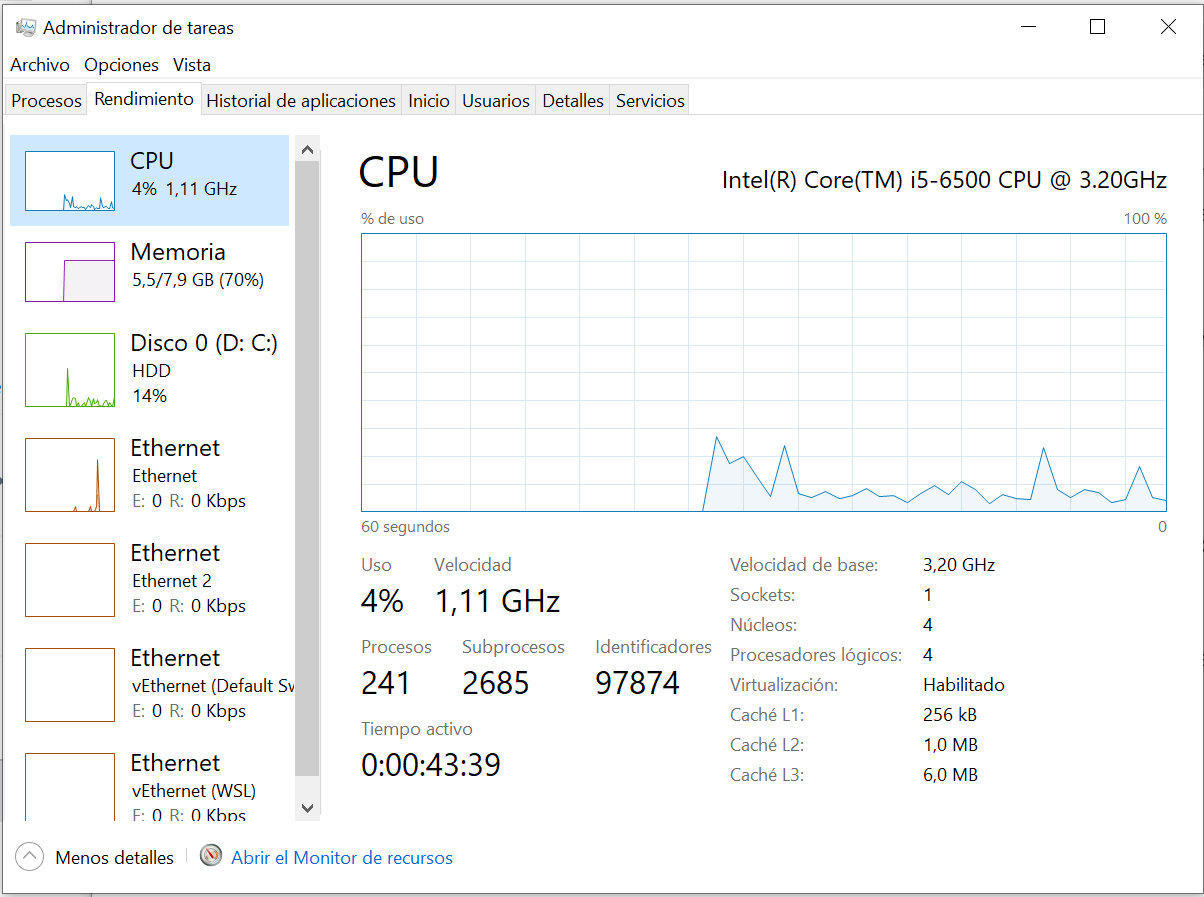 Administrador de tareas
Archivo Opciones Vista
Procesos Rendimiento Historial de aplicaciones Inicio Usuarios Detalles Servicios
CPU
4% 1,11 GHz
Memoria
5,5/7,9 GB (70%)
Disco 0 (D: C:)
HDD
14%
Ethernet
Ethernet
E: 0 R: 0 Kbps
Ethernet
Ethernet 2
E: 0 R: 0 Kbps
Ethernet
vEthernet (Default Sw
E: 0 R: 0 Kbps
Ethernet
vEthernet (WSL)
E: 0 R: 0 Kbps
CPU
Intel(R) Core(TM) i5-6500 CPU @ 3.20GHz
% de uso 100 %
60 segundos 0
Uso Velocidad
4% 1,11 GHz
Procesos Subprocesos Identificadores
241 2685 97874
Tiempo activo
0:00:43:39
Velocidad de base: 3,20 GHz
Sockets: 1
Núcleos: 4
Procesadores lógicos: 4
Virtualización: Habilitado
Caché L1: 256 kB
Caché L2: 1,0 MB
Caché L3: 6,0 MB
Menos detalles Abrir el Monitor de recursos